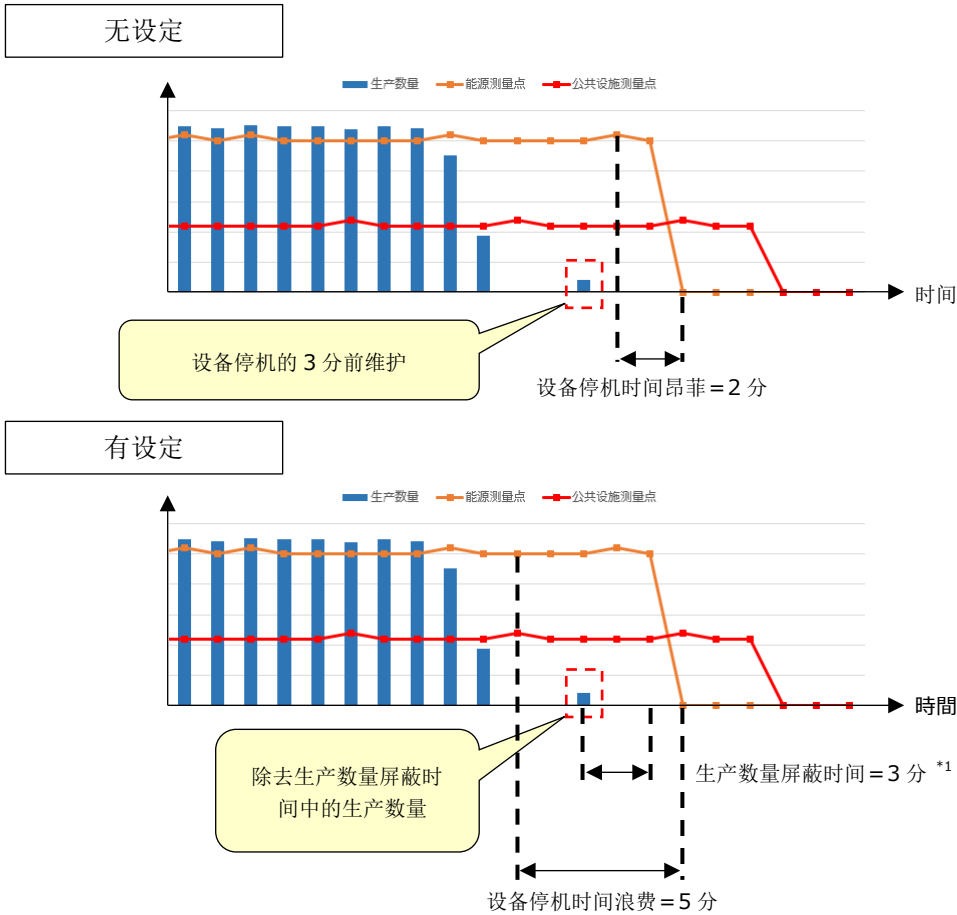 无设定
生产数量 能源测量点 公共设施测量点
时间
设备停机的 3 分前维护
设备停机时间昂菲＝2 分
有设定
生产数量 能源测量点 公共设施测量点
時間
除去生产数量屏蔽时
间中的生产数量
生产数量屏蔽时间＝3 分 *1
设备停机时间浪费＝5 分